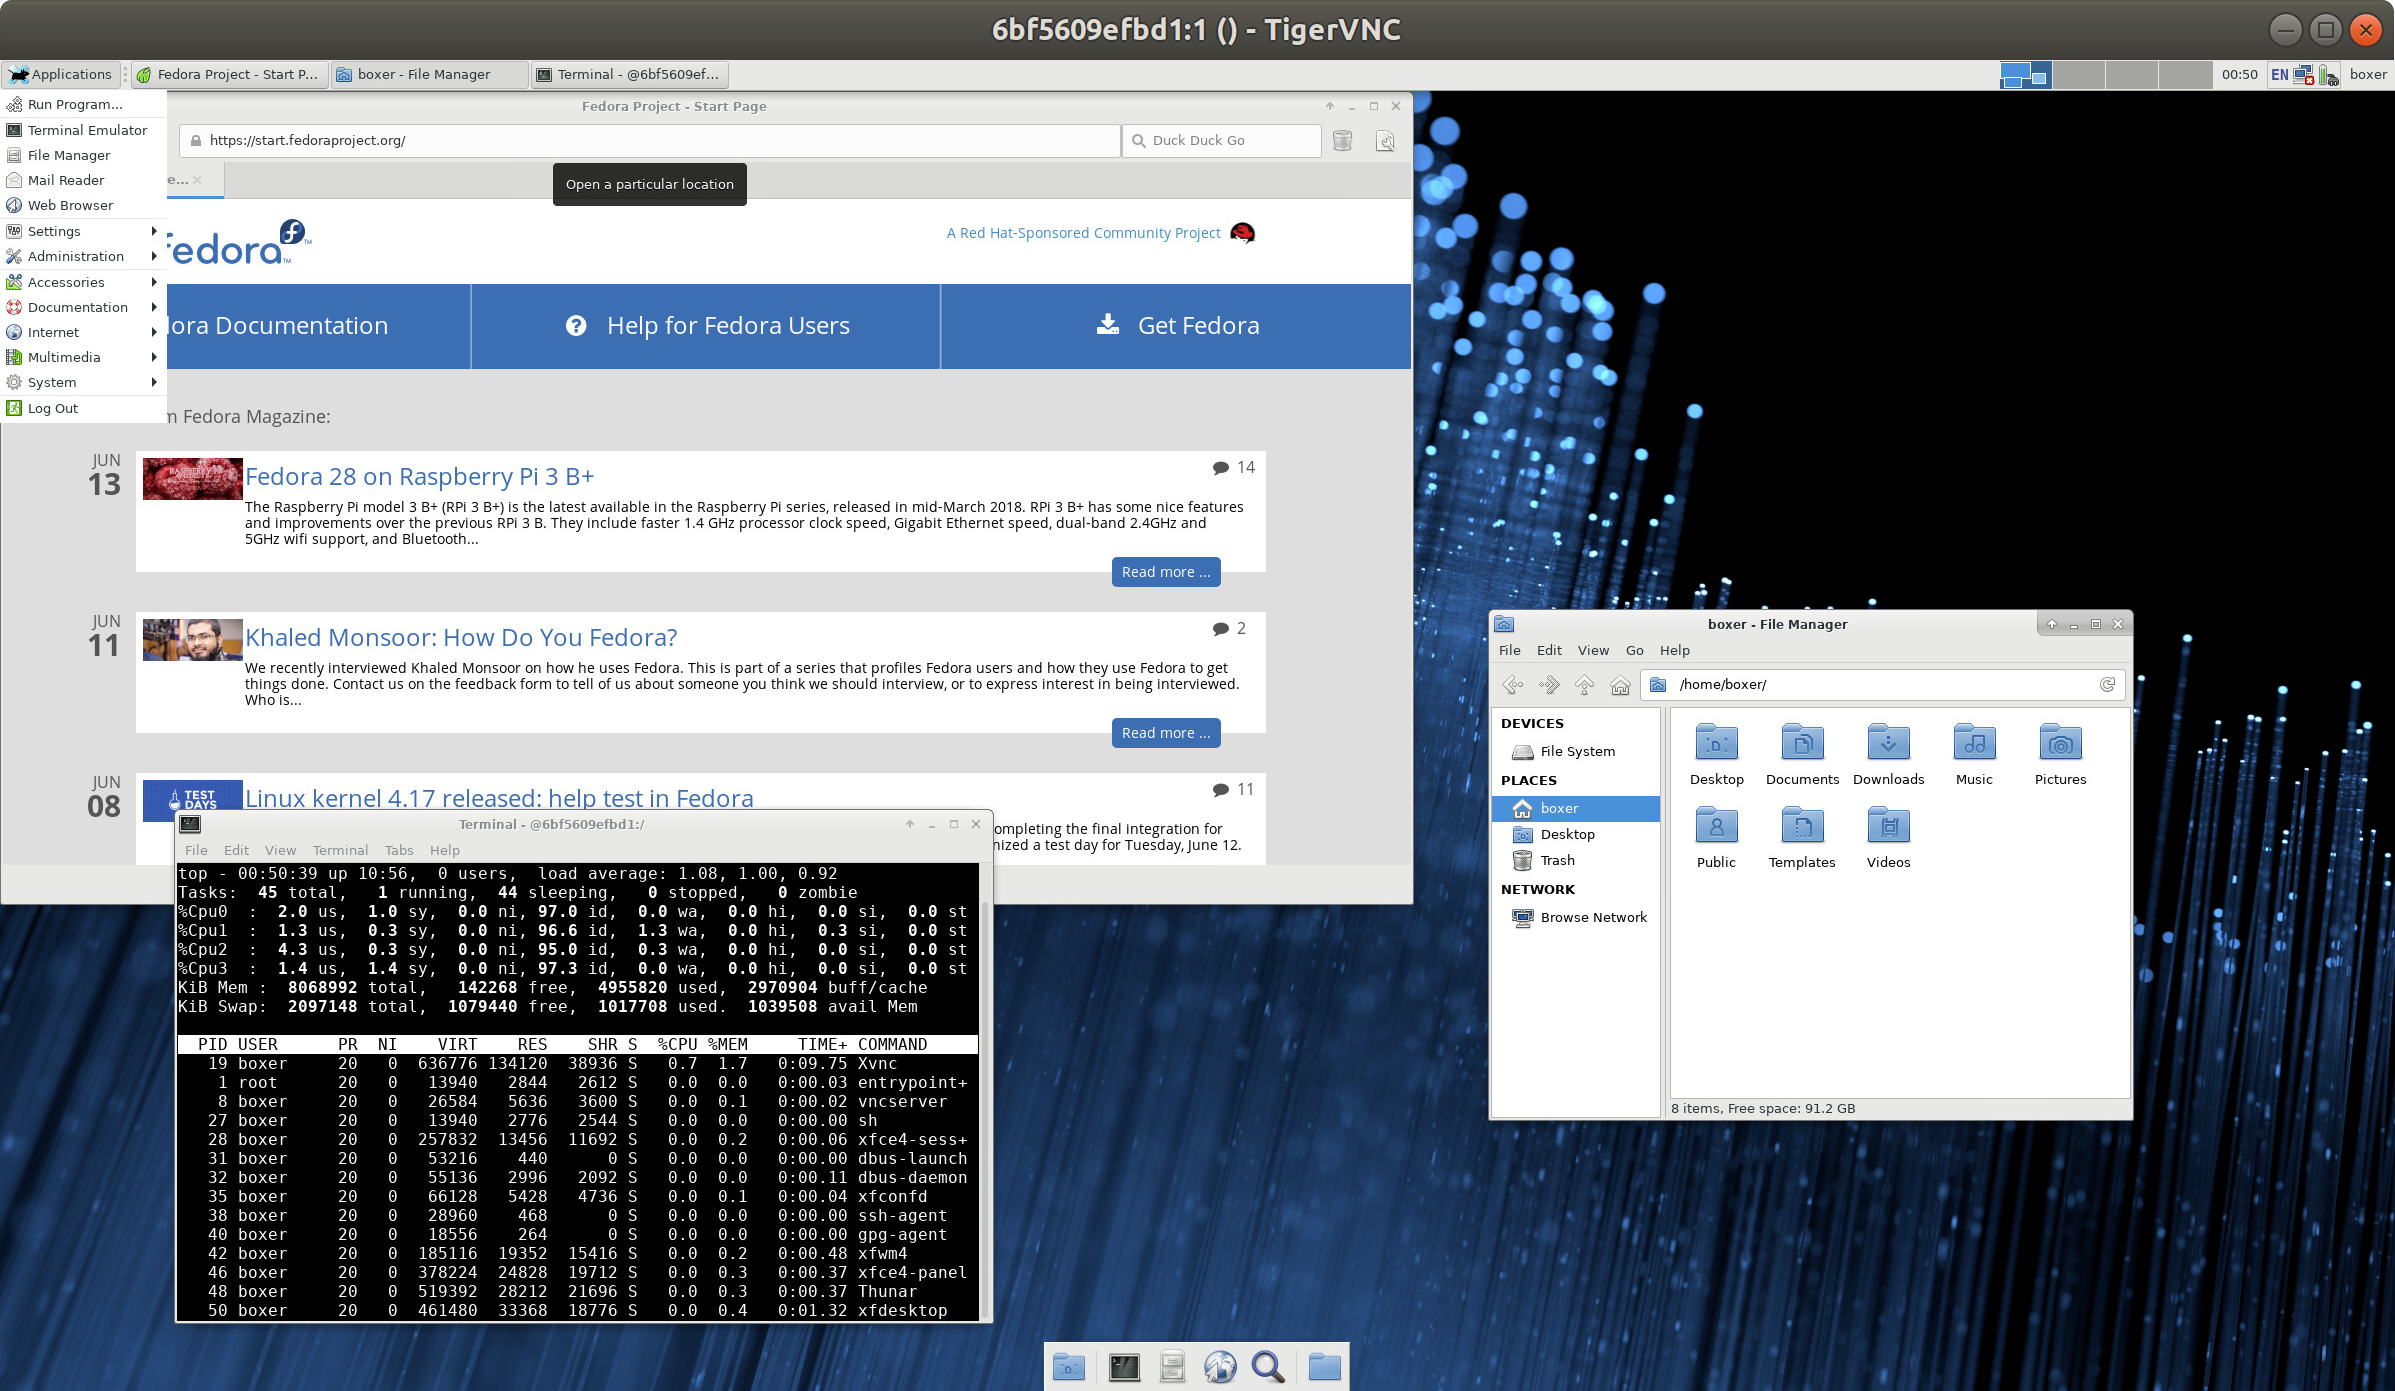 6bf5609efbd1:1 () - TigerVNC
Applications
Fedora Project - Start P...
boxer - File Manager
Terminal - @6bf5609ef...
00:50
EN
boxer
Run Program...
Terminal Emulator
File Manager
Mail Reader
Web Browser
Settings
Administration
Accessories
Documentation
Internet
Multimedia
System
Log Out
Fedora Project - Start Page
https://start.fedoraproject.org/
Duck Duck Go
e...
Open a particular location
fedora™
A Red Hat-Sponsored Community Project
dora Documentation
Help for Fedora Users
Get Fedora
m Fedora Magazine:
JUN
13
Fedora 28 on Raspberry Pi 3 B+
14
The Raspberry Pi model 3 B+ (RPi 3 B+) is the latest available in the Raspberry Pi series, released in mid-March 2018. RPi 3 B+ has some nice features
and improvements over the previous RPi 3 B. They include faster 1.4 GHz processor clock speed, Gigabit Ethernet speed, dual-band 2.4GHz and
5GHz wifi support, and Bluetooth...
Read more ...
JUN
11
Khaled Monsoor: How Do You Fedora?
2
We recently interviewed Khaled Monsoor on how he uses Fedora. This is part of a series that profiles Fedora users and how they use Fedora to get
things done. Contact us on the feedback form to tell of us about someone you think we should interview, or to express interest in being interviewed.
Who is...
Read more ...
JUN
08
TEST
DAYS
Linux kernel 4.17 released: help test in Fedora
11
ompleting the final integration for
nized a test day for Tuesday, June 12.
Terminal - @6bf5609efbd1:/
File Edit View Terminal Tabs Help
top - 00:50:39 up 10:56,  0 users,  load average: 1.08, 1.00, 0.92
Tasks:  45 total,   1 running,  44 sleeping,   0 stopped,   0 zombie
%Cpu0  :  2.0 us,  1.0 sy,  0.0 ni, 97.0 id,  0.0 wa,  0.0 hi,  0.0 si,  0.0 st
%Cpu1  :  1.3 us,  0.3 sy,  0.0 ni, 96.6 id,  1.3 wa,  0.0 hi,  0.3 si,  0.0 st
%Cpu2  :  4.3 us,  0.3 sy,  0.0 ni, 95.0 id,  0.3 wa,  0.0 hi,  0.0 si,  0.0 st
%Cpu3  :  1.4 us,  1.4 sy,  0.0 ni, 97.3 id,  0.0 wa,  0.0 hi,  0.0 si,  0.0 st
KiB Mem :  8068992 total,   142268 free,  4955820 used,  2970904 buff/cache
KiB Swap:  2097148 total,  1079440 free,  1017708 used.  1039508 avail Mem
PID USER      PR  NI    VIRT    RES    SHR S  %CPU %MEM     TIME+ COMMAND
19 boxer     20   0  636776 134120  38936 S   0.7  1.7   0:09.75 Xvnc
1 root      20   0   13940   2844   2612 S   0.0  0.0   0:00.03 entrypoint+
8 boxer     20   0   26584   5636   3600 S   0.0  0.1   0:00.02 vncserver
27 boxer     20   0   13940   2776   2544 S   0.0  0.0   0:00.00 sh
28 boxer     20   0  257832  13456  11692 S   0.0  0.2   0:00.06 xfce4-sess+
31 boxer     20   0   53216    440      0 S   0.0  0.0   0:00.00 dbus-launch
32 boxer     20   0   55136   2996   2092 S   0.0  0.0   0:00.11 dbus-daemon
35 boxer     20   0   66128   5428   4736 S   0.0  0.1   0:00.04 xfconfd
38 boxer     20   0   28960    468      0 S   0.0  0.0   0:00.00 ssh-agent
40 boxer     20   0   18556    264      0 S   0.0  0.0   0:00.00 gpg-agent
42 boxer     20   0  185116  19352  15416 S   0.0  0.2   0:00.48 xfwm4
46 boxer     20   0  378224  24828  19712 S   0.0  0.3   0:00.37 xfce4-panel
48 boxer     20   0  519392  28212  21696 S   0.0  0.3   0:00.37 Thunar
50 boxer     20   0  461480  33368  18776 S   0.0  0.4   0:01.32 xfdesktop
boxer - File Manager
File Edit View Go Help
/home/boxer/
DEVICES
File System
PLACES
boxer
Desktop
Trash
NETWORK
Browse Network
Desktop Documents Downloads Music Pictures
Public Templates Videos
8 items, Free space: 91.2 GB